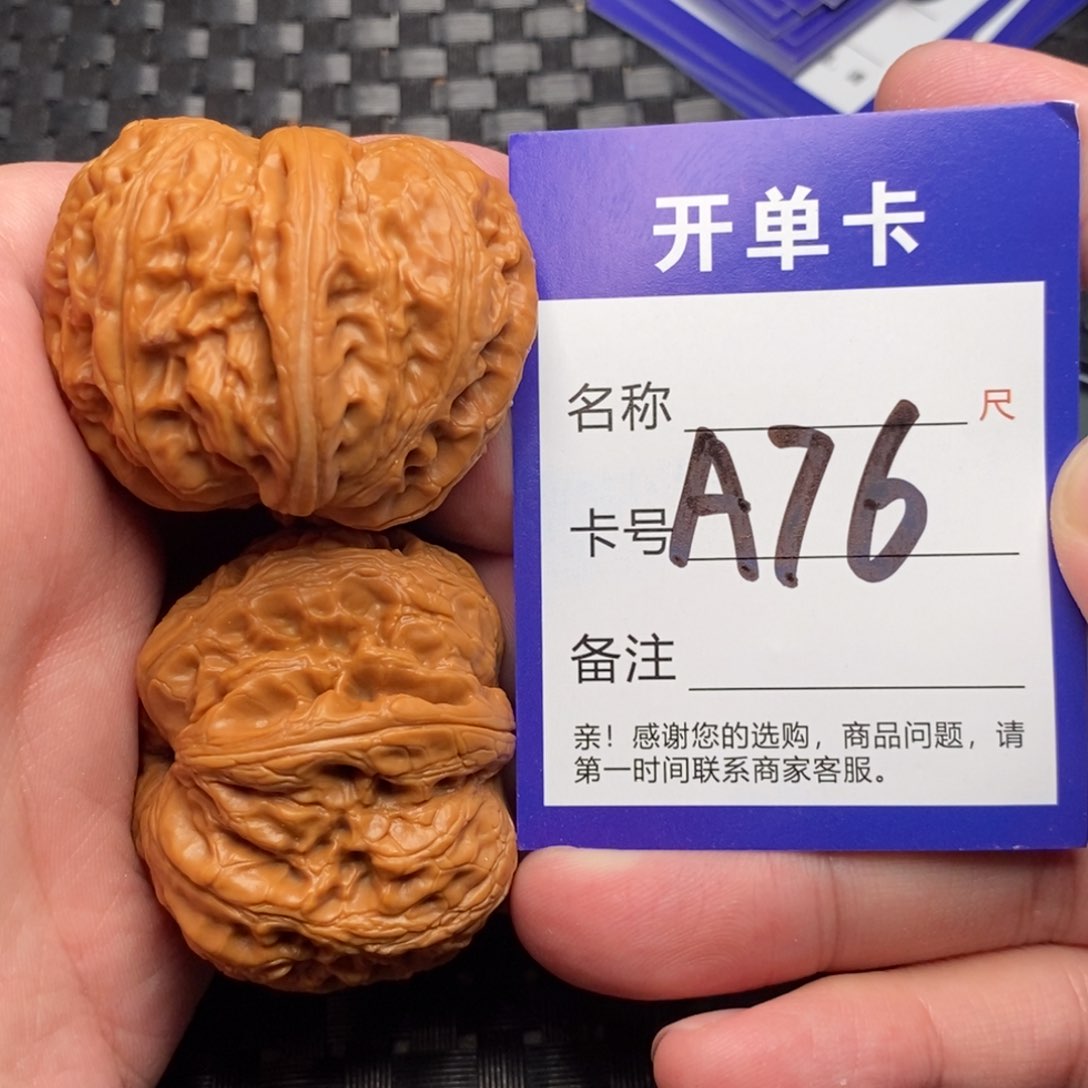 开单卡
名称 尺
卡号 A76
备注
亲！感谢您的选购，商品问题，请
第一时间联系商家客服。